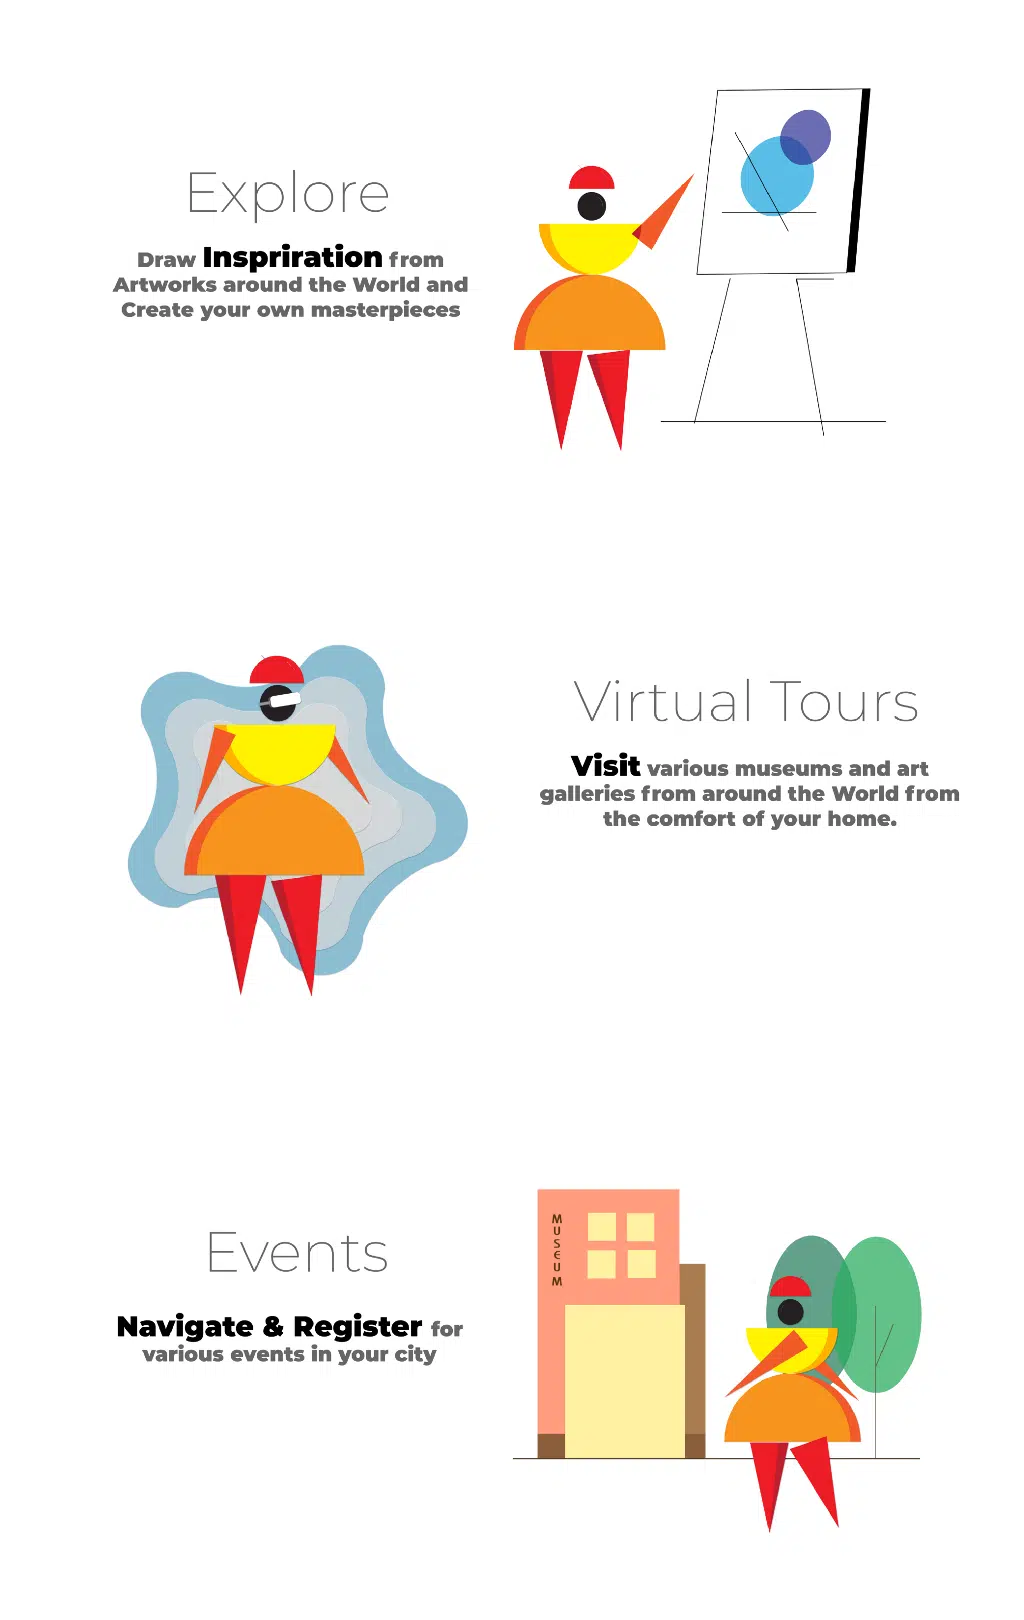 Explore
Draw Inspriration from
Artworks around the World and
Create your own masterpieces
Virtual Tours
Visit various museums and art
galleries from around the World from
the comfort of your home.
MUSEUM
Events
Navigate & Register for
various events in your city